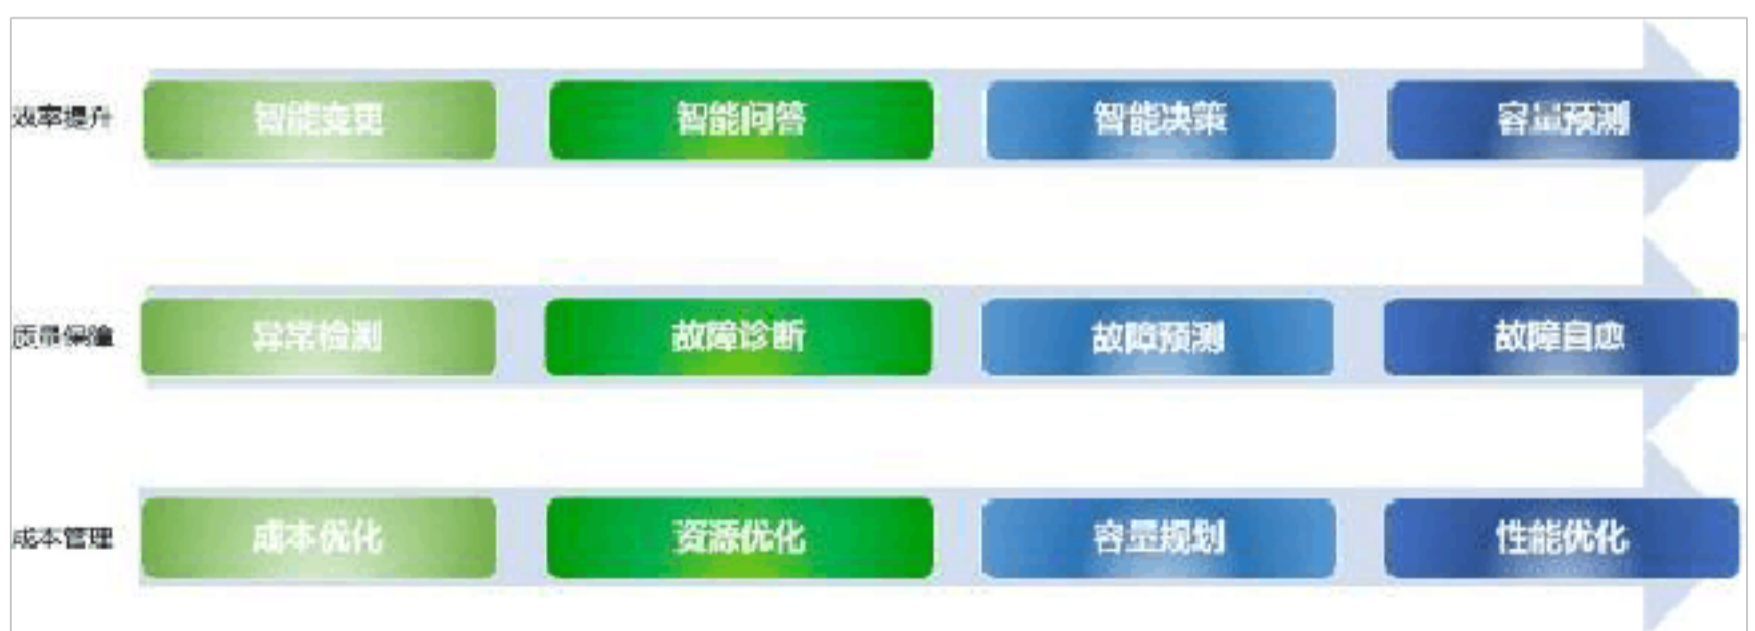 效率提升 智能变更 智能问答 智能决策 容量预测
质量保障 异常检测 故障诊断 故障预测 故障自愈
成本管理 成本优化 资源优化 容量规划 性能优化